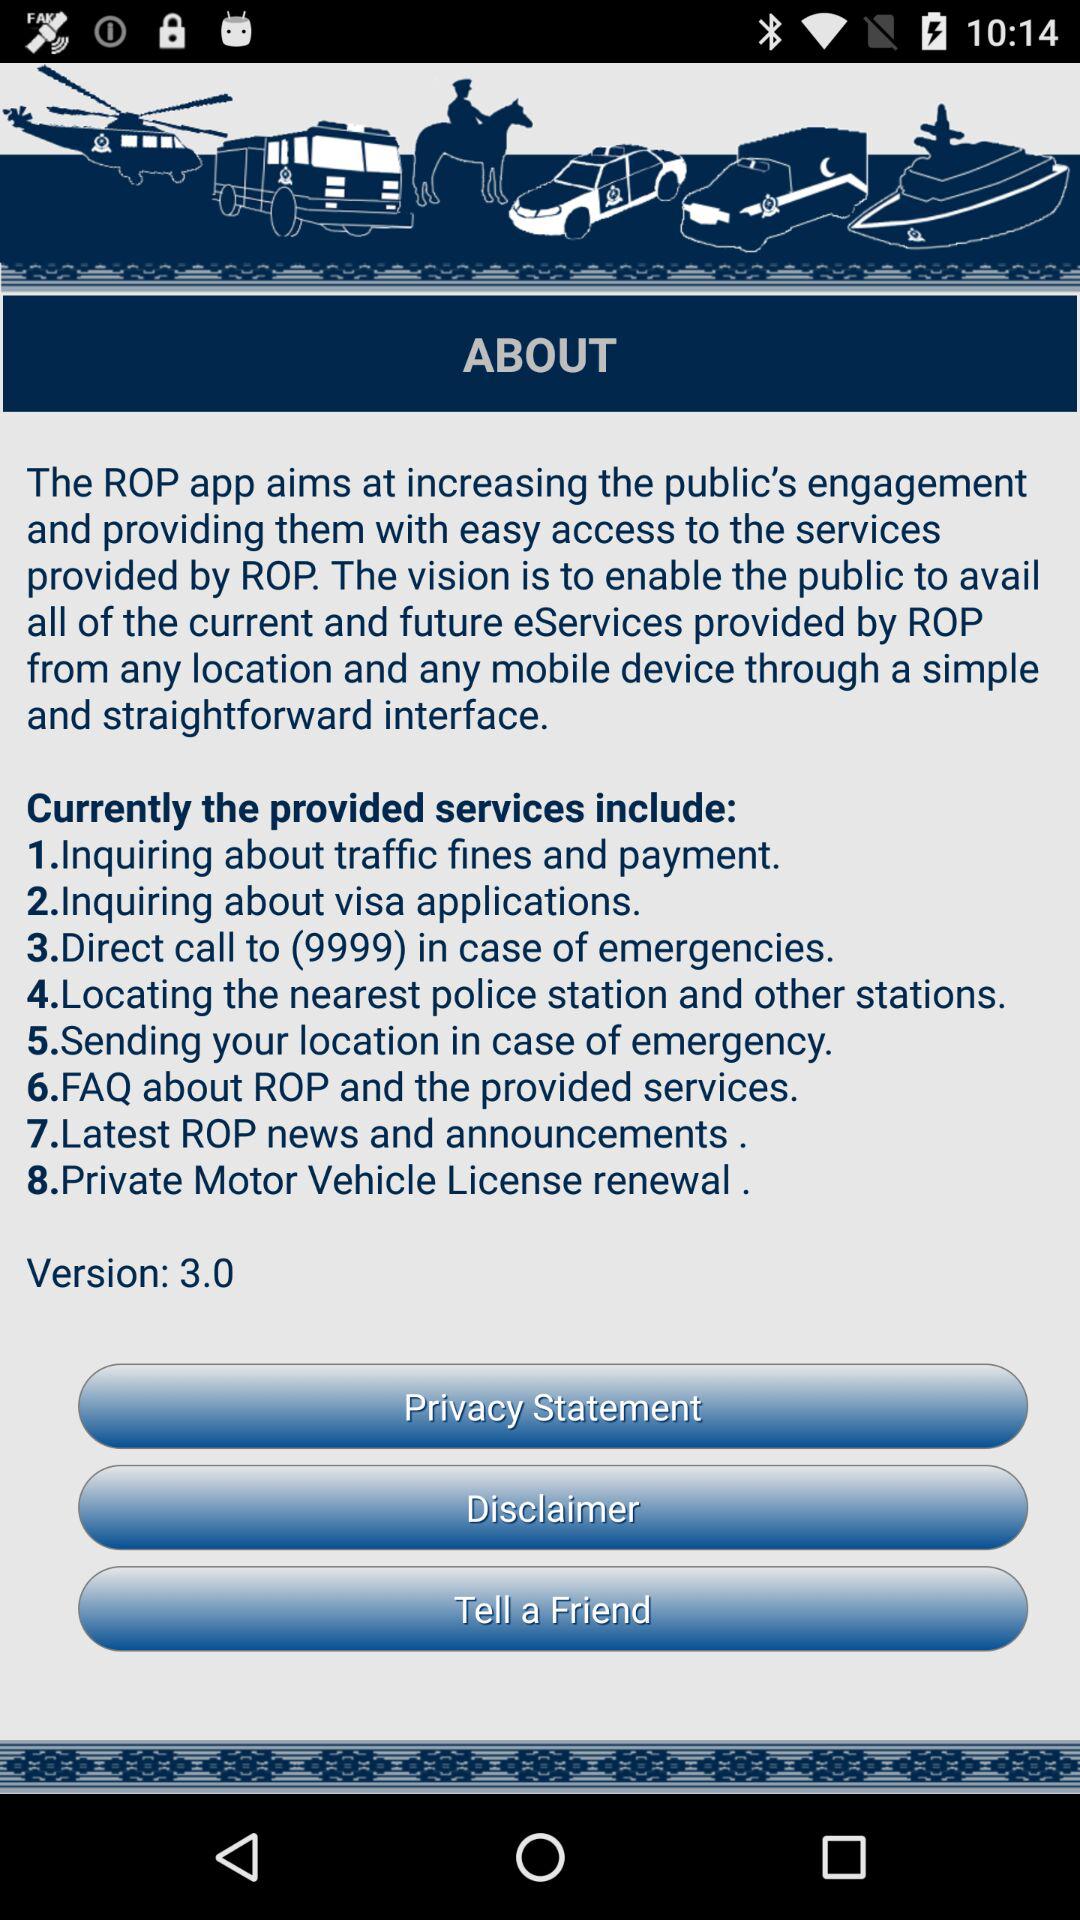 FAKE
10:14
ABOUT
The ROP app aims at increasing the public’s engagement
and providing them with easy access to the services
provided by ROP. The vision is to enable the public to avail
all of the current and future eServices provided by ROP
from any location and any mobile device through a simple
and straightforward interface.
Currently the provided services include:
1.Inquiring about traffic fines and payment.
2.Inquiring about visa applications.
3.Direct call to (9999) in case of emergencies.
4.Locating the nearest police station and other stations.
5.Sending your location in case of emergency.
6.FAQ about ROP and the provided services.
7.Latest ROP news and announcements .
8.Private Motor Vehicle License renewal .
Version: 3.0
Privacy Statement
Disclaimer
Tell a Friend